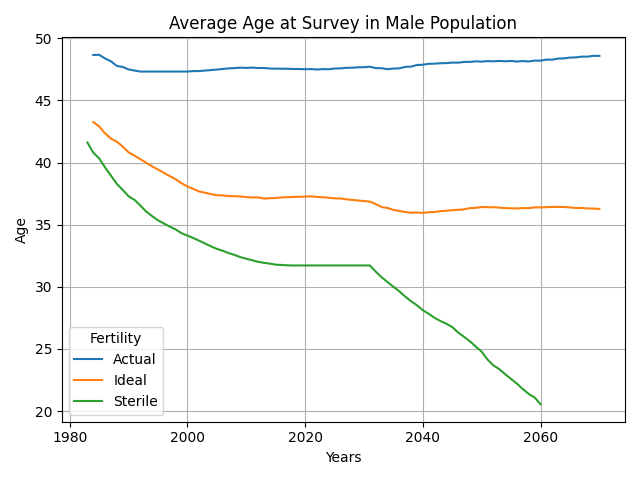 Average Age at Survey in Male Population
Age
50
45
40
35
30
25
20
Fertility
Actual
Ideal
Sterile
1980 2000 2020 2040 2060
Years